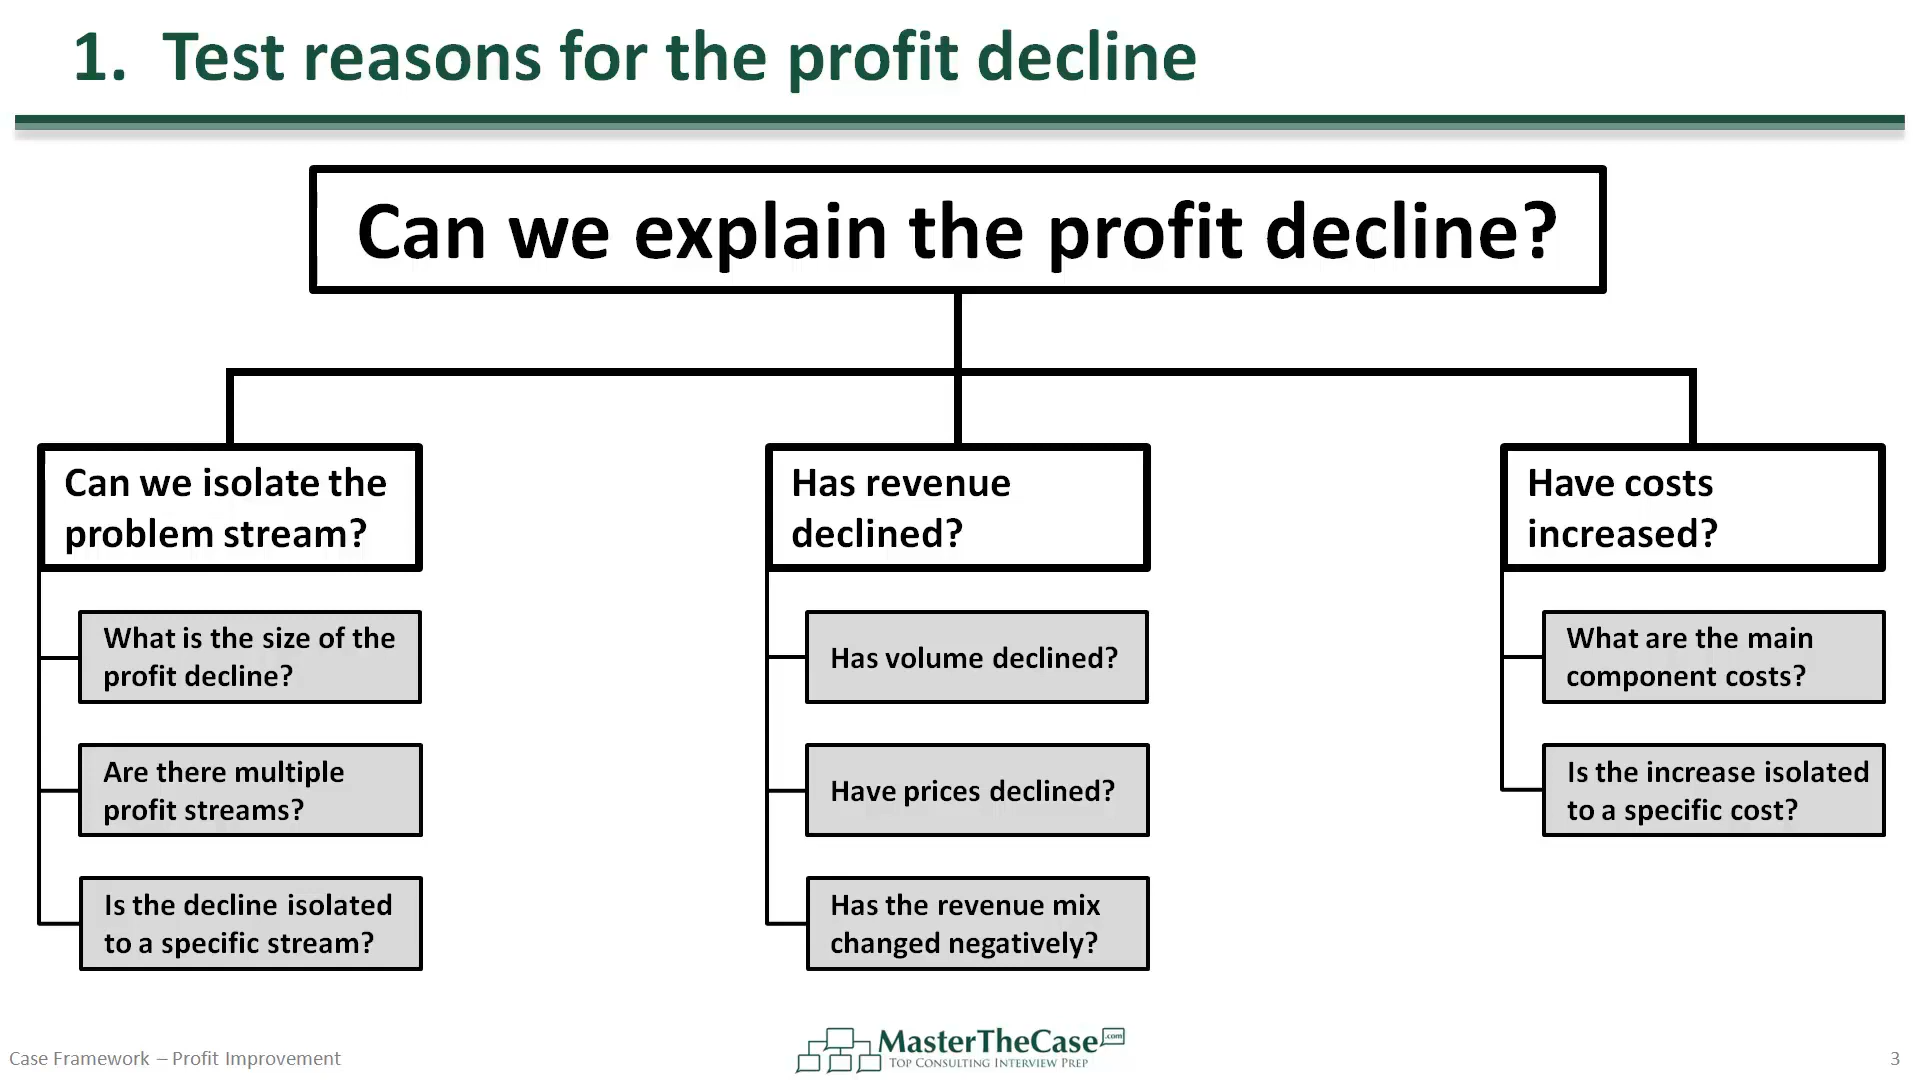 1. Test reasons for the profit decline
Can we explain the profit decline?
Can we isolate the
problem stream?
What is the size of the
profit decline?
Are there multiple
profit streams?
Is the decline isolated
to a specific stream?
Has revenue
declined?
Has volume declined?
Have prices declined?
Has the revenue mix
changed negatively?
Have costs
increased?
What are the main
component costs?
Is the increase isolated
to a specific cost?
Case Framework – Profit Improvement
MasterTheCase.com
Top Consulting Interview Prep
3